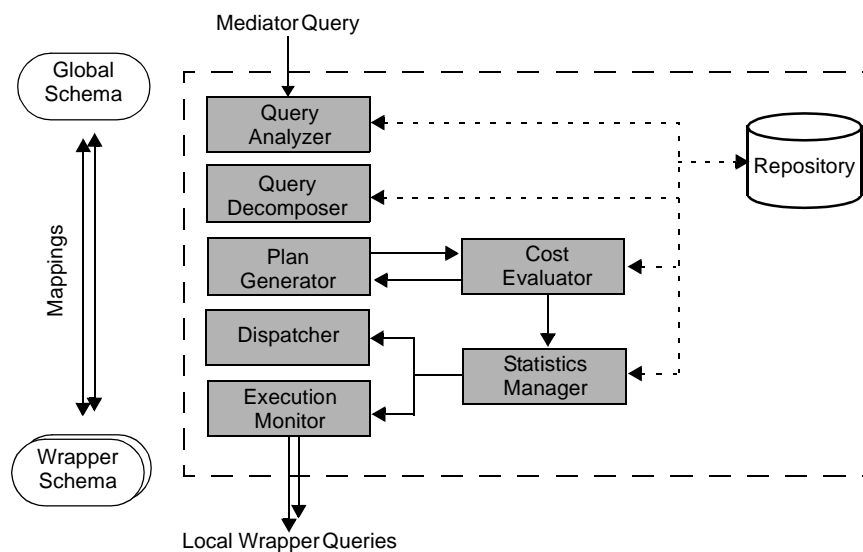 Mediator Query
Global
Schema
Query
Analyzer
Repository
Query
Decomposer
Mappings
Plan
Generator
Cost
Evaluator
Dispatcher
Statistics
Manager
Execution
Monitor
Wrapper
Schema
Local Wrapper Queries